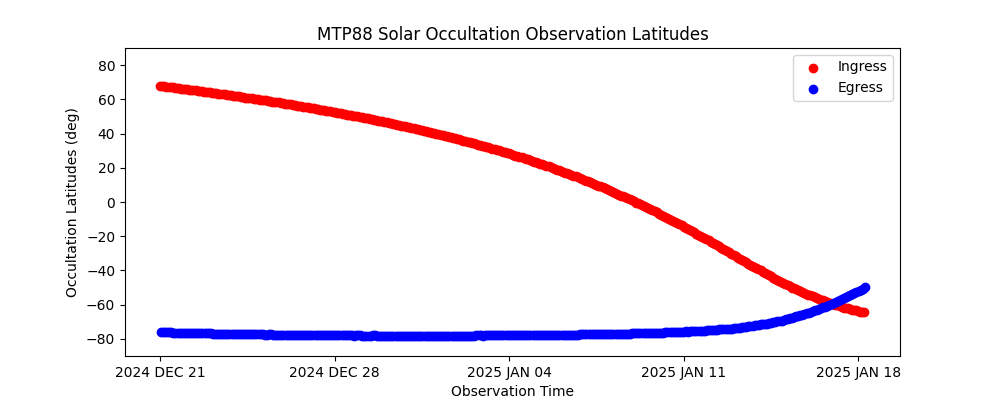 MTP88 Solar Occultation Observation Latitudes
Ingress
Egress
Occultation Latitudes (deg)
80
60
40
20
0
−20
−40
−60
−80
2024 DEC 21
2024 DEC 28
2025 JAN 04
2025 JAN 11
2025 JAN 18
Observation Time